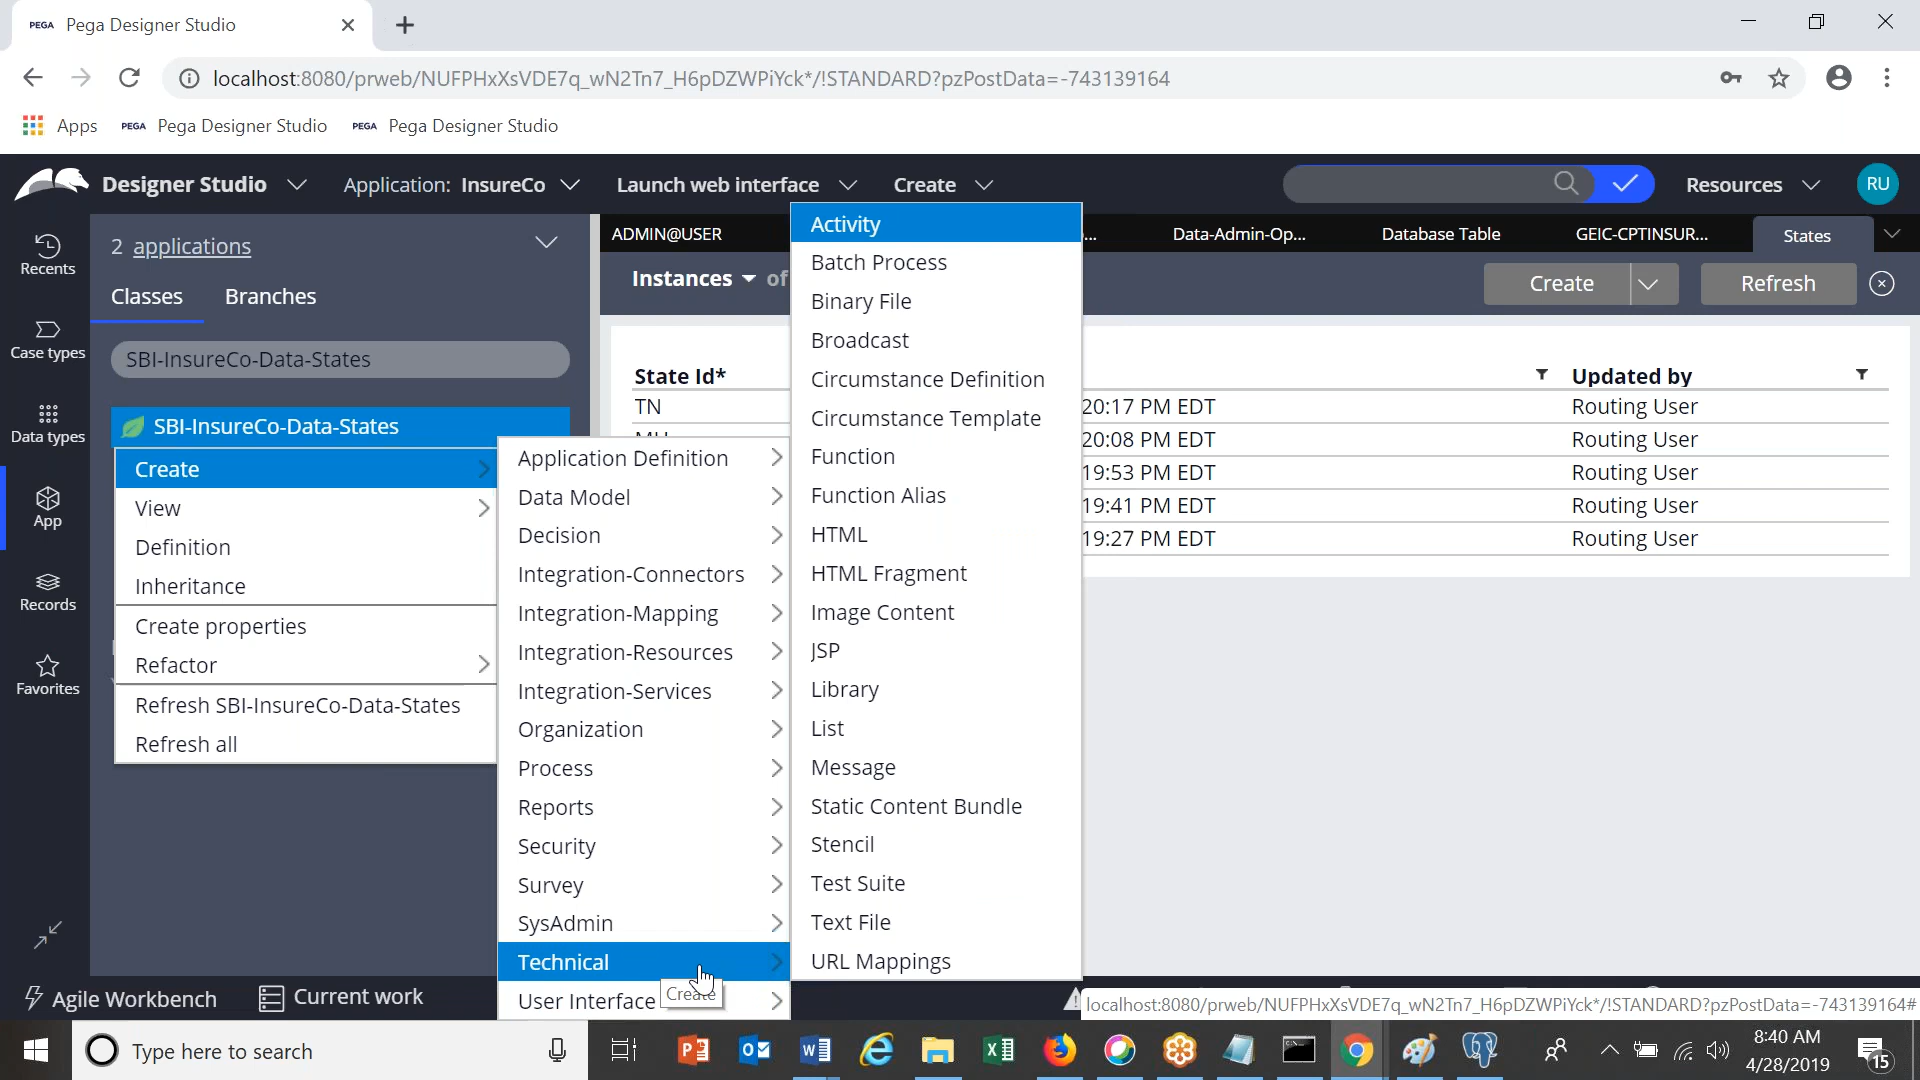 PEGA Pega Designer Studio
localhost:8080/prweb/NUFPHxXsVDE7q_wN2Tn7_H6pDZWPiYck*/!STANDARD?pzPostData=-743139164
Apps PEGA Pega Designer Studio PEGA Pega Designer Studio
Designer Studio Application: InsureCo Launch web interface Create Resources RU
Recents
Case types
Data types
App
Records
Favorites
2 applications
Classes Branches
SBI-InsureCo-Data-States
SBI-InsureCo-Data-States
Create
View
Definition
Inheritance
Create properties
Refactor
Refresh SBI-InsureCo-Data-States
Refresh all
Application Definition
Data Model
Decision
Integration-Connectors
Integration-Mapping
Integration-Resources
Integration-Services
Organization
Process
Reports
Security
Survey
SysAdmin
Technical
User Interface
Create
Activity
Batch Process
Binary File
Broadcast
Circumstance Definition
Circumstance Template
Function
Function Alias
HTML
HTML Fragment
Image Content
JSP
Library
List
Message
Static Content Bundle
Stencil
Test Suite
Text File
URL Mappings
ADMIN@USER ... Data-Admin-Op... Database Table GEIC-CPTINSUR... States
Instances of Create Refresh
State Id* Updated by
TN 20:17 PM EDT Routing User
20:08 PM EDT Routing User
19:53 PM EDT Routing User
19:41 PM EDT Routing User
19:27 PM EDT Routing User
Agile Workbench Current work
localhost:8080/prweb/NUFPHxXsVDE7q_wN2Tn7_H6pDZWPiYck*/!STANDARD?pzPostData=-743139164#
Type here to search
8:40 AM
4/28/2019
15